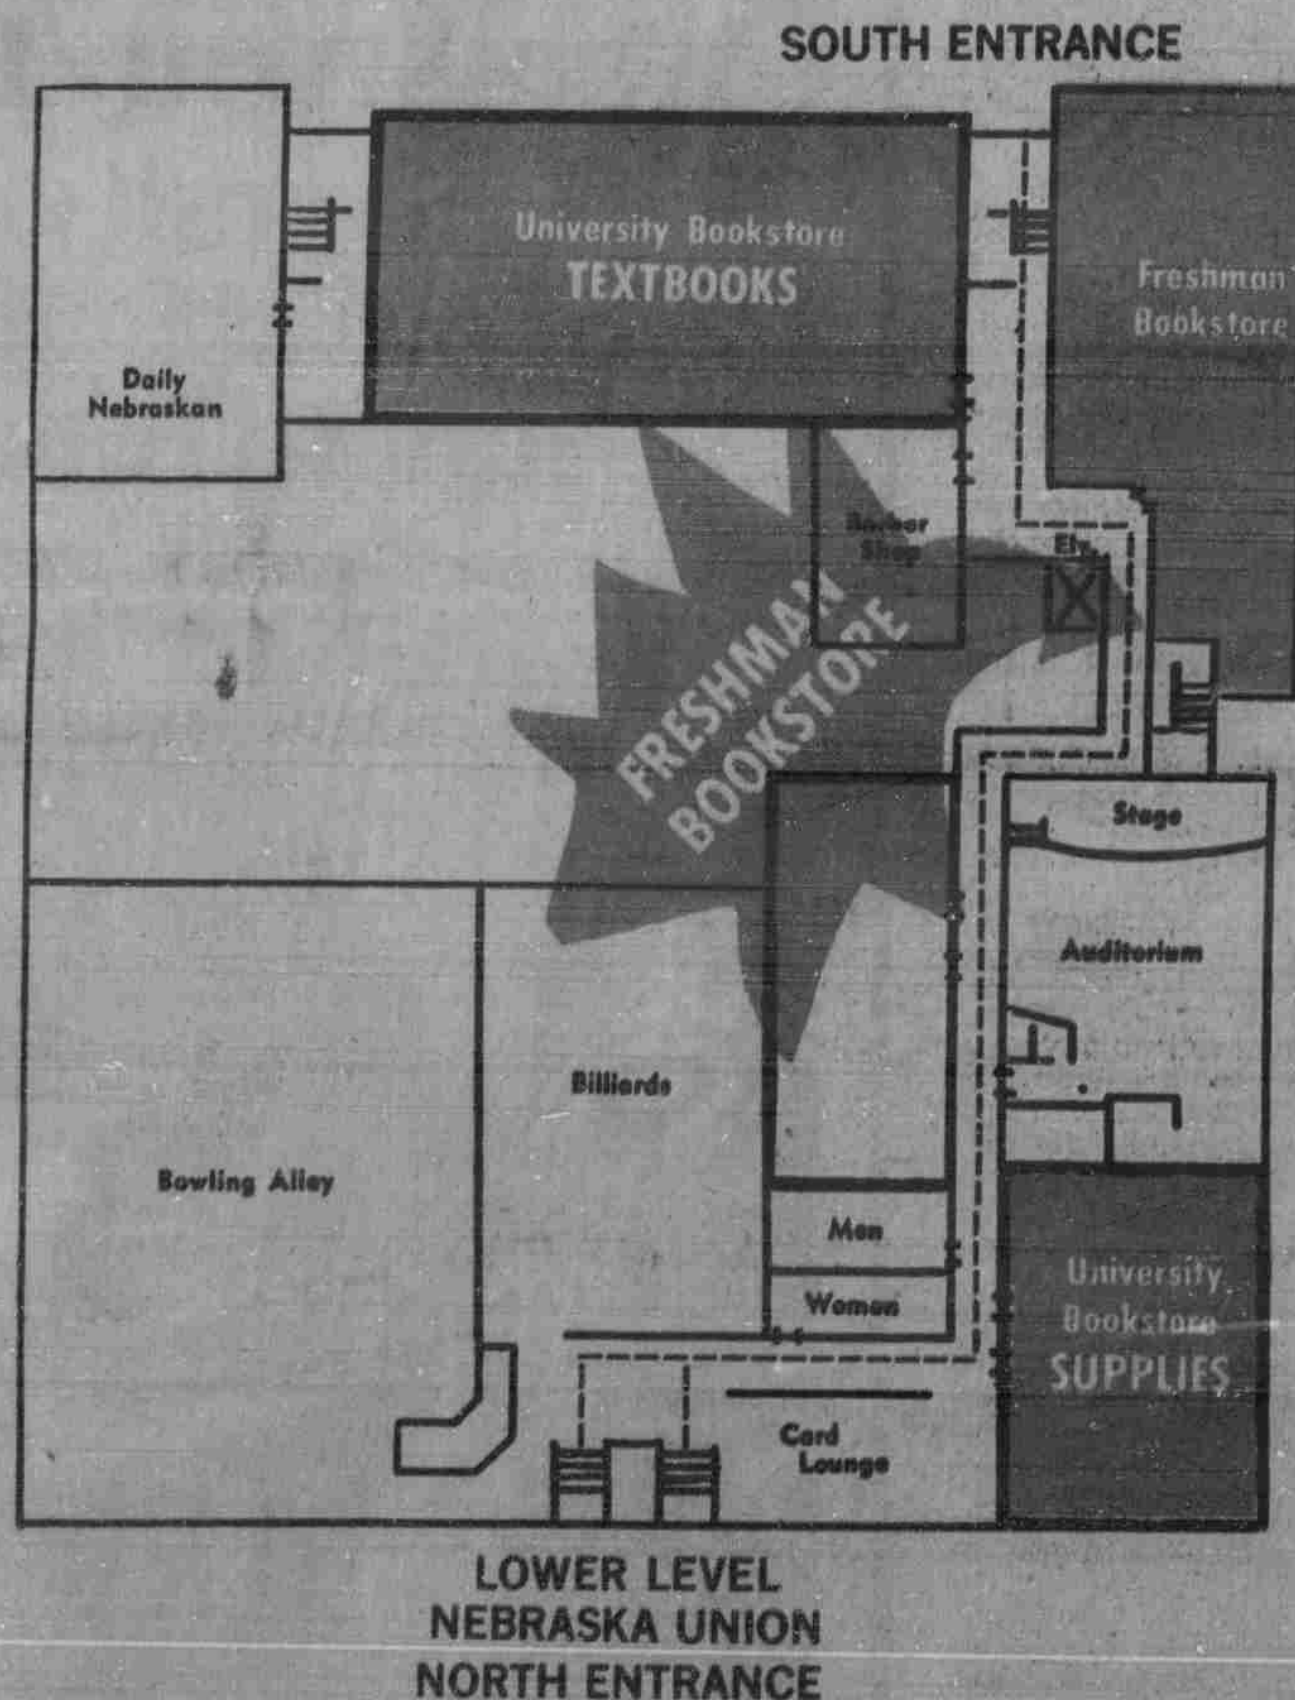 SOUTH ENTRANCE
University Bookstore
TEXTBOOKS
Freshman
Bookstore
Daily
Nebraskan
Barber
Shop
Elv.
FRESHMAN
BOOKSTORE
Stage
Auditorium
Billiards
Bowling Alley
Men
Women
University
Bookstore
SUPPLIES
Card
Lounge
LOWER LEVEL
NEBRASKA UNION
NORTH ENTRANCE